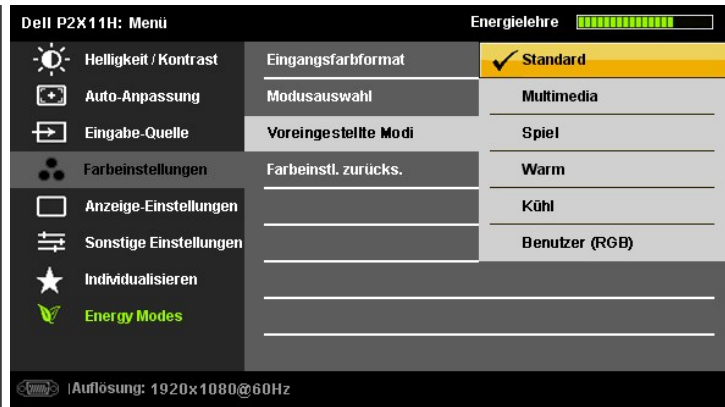 Dell P2X11H: Menü
Energielehre
Helligkeit / Kontrast
Auto-Anpassung
Eingabe-Quelle
Farbeinstellungen
Anzeige-Einstellungen
Sonstige Einstellungen
Individualisieren
Energy Modes
Eingangsfarbformat
Modusauswahl
Voreingestellte Modi
Farbeinstl. zurücks.
Standard
Multimedia
Spiel
Warm
Kühl
Benutzer (RGB)
Auflösung: 1920x1080@60Hz